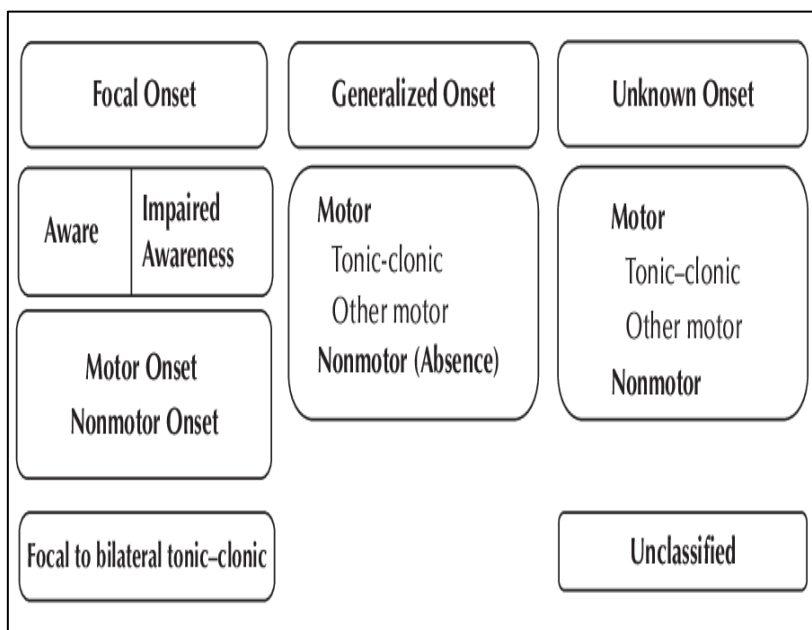 Focal Onset
Generalized Onset
Unknown Onset
Aware
Impaired
Awareness
Motor Onset
Nonmotor Onset
Focal to bilateral tonic–clonic
Motor
Tonic-clonic
Other motor
Nonmotor (Absence)
Motor
Tonic–clonic
Other motor
Nonmotor
Unclassified